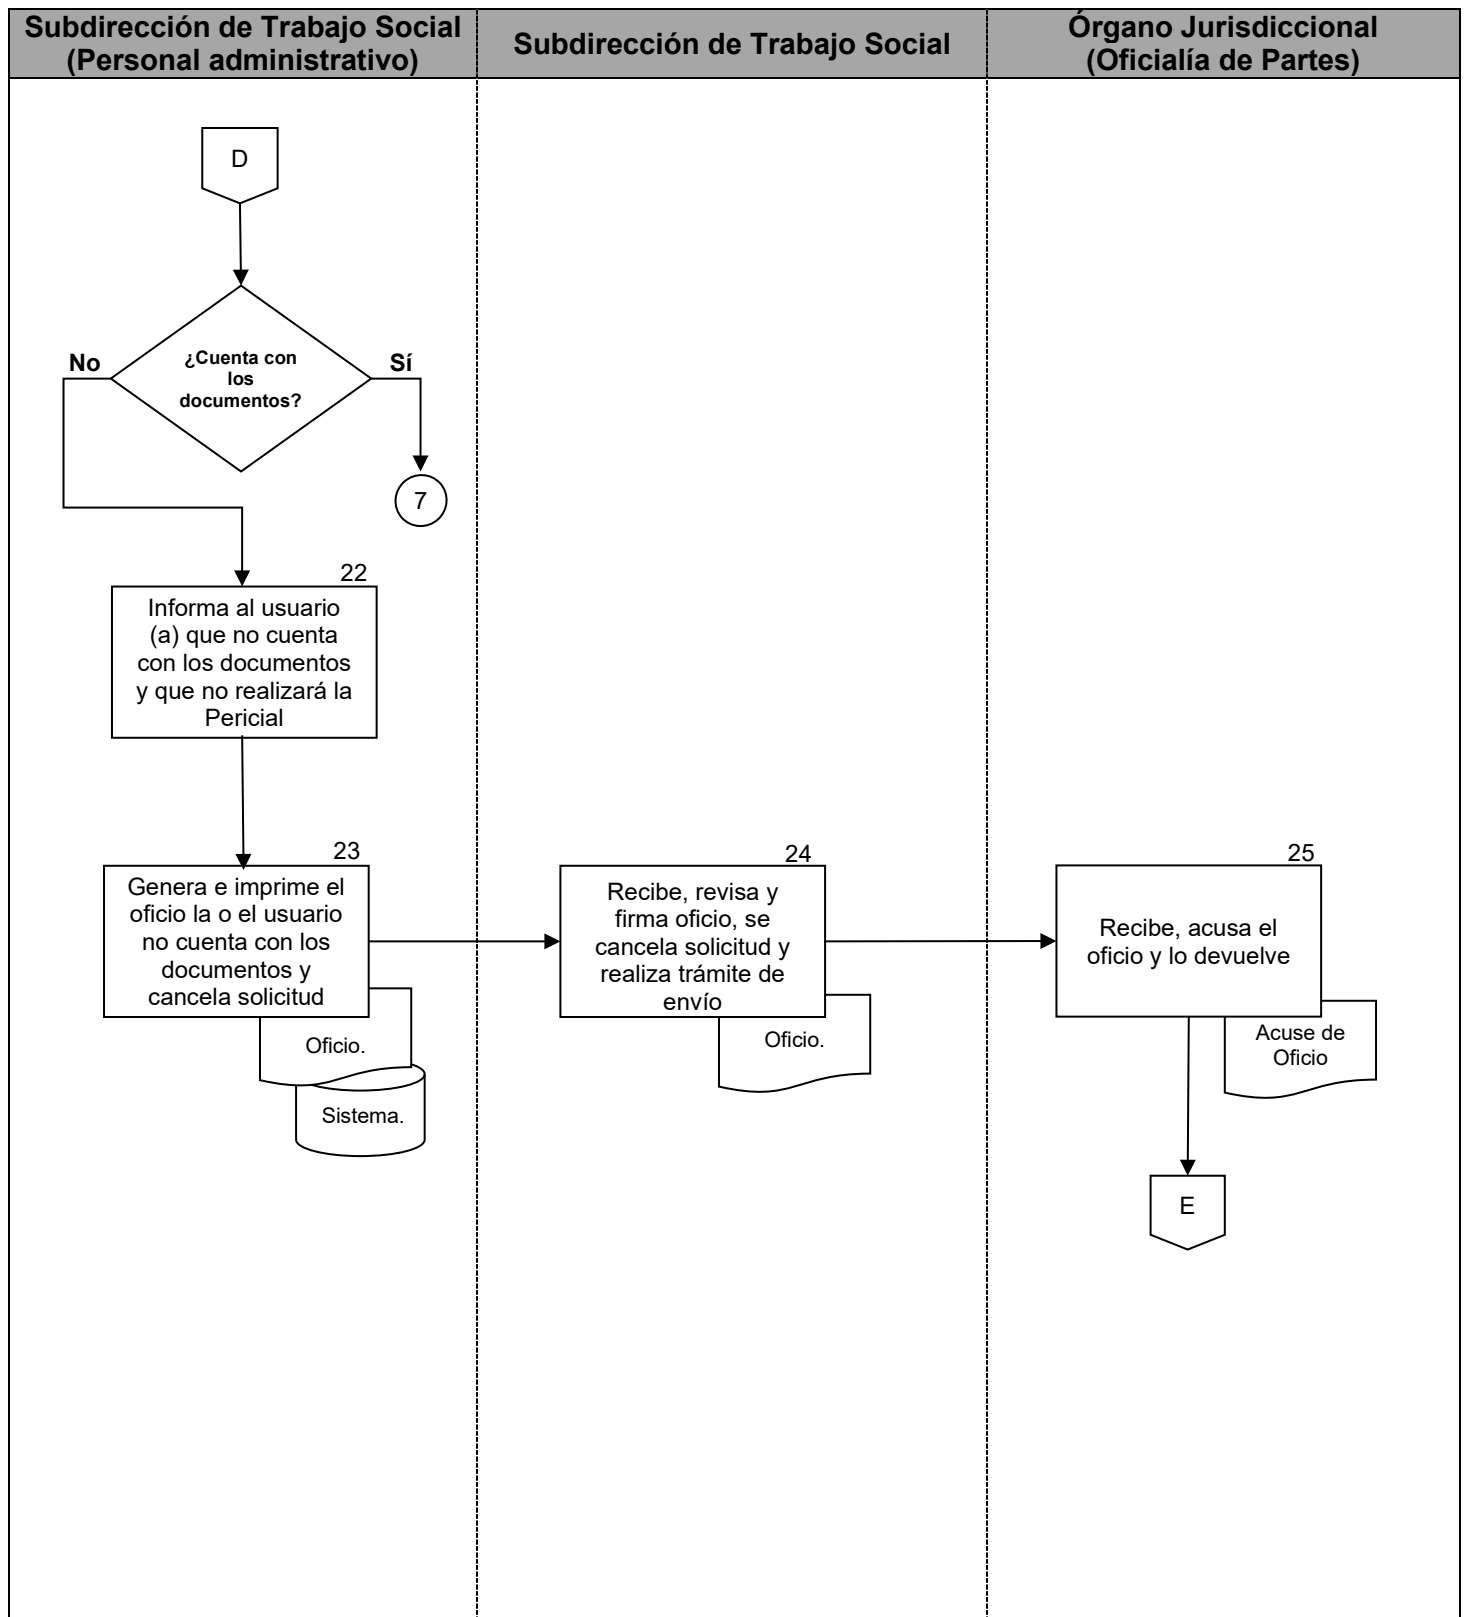 Subdirección de Trabajo Social
(Personal administrativo)
Subdirección de Trabajo Social
Órgano Jurisdiccional
(Oficialía de Partes)
D
No
¿Cuenta con
los
documentos?
Sí
7
22
Informa al usuario
(a) que no cuenta
con los documentos
y que no realizará la
Pericial
23
Genera e imprime el
oficio la o el usuario
no cuenta con los
documentos y
cancela solicitud
Oficio.
Sistema.
24
Recibe, revisa y
firma oficio, se
cancela solicitud y
realiza trámite de
envío
Oficio.
25
Recibe, acusa el
oficio y lo devuelve
Acuse de
Oficio
E